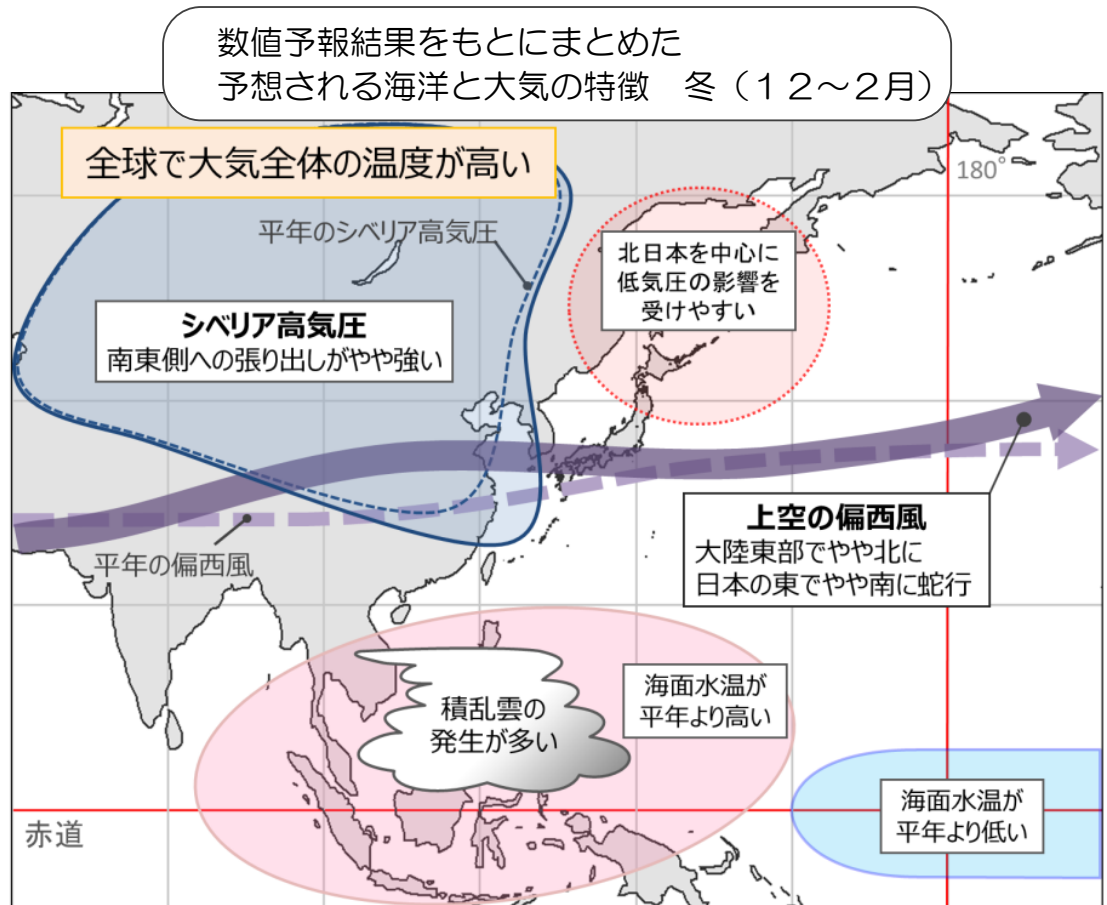 数値予報結果をもとにまとめた
予想される海洋と大気の特徴　冬（１２～２月）
全球で大気全体の温度が高い
180°
平年のシベリア高気圧
北日本を中心に
低気圧の影響を
受けやすい
シベリア高気圧
南東側への張り出しがやや強い
上空の偏西風
大陸東部でやや北に
日本の東でやや南に蛇行
平年の偏西風
海面水温が
平年より高い
積乱雲の
発生が多い
海面水温が
平年より低い
赤道